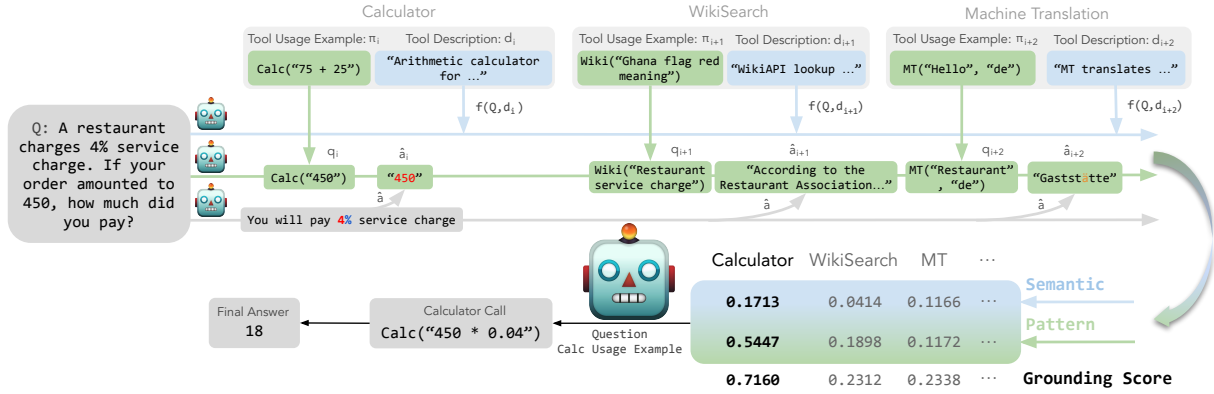 Calculator
WikiSearch
Machine Translation
Tool Usage Example: πi
Tool Description: di
Tool Usage Example: πi+1
Tool Description: di+1
Tool Usage Example: πi+2
Tool Description: di+2
Calc(“75 + 25”)
“Arithmetic calculator
for ...”
Wiki(“Ghana flag red
meaning”)
“WikiAPI lookup ...”
MT(“Hello”, “de”)
“MT translates ...”
f(Q,di)
f(Q,di+1)
f(Q,di+2)
Q: A restaurant
charges 4% service
charge. If your
order amounted to
450, how much did
you pay?
qi
âi
qi+1
âi+1
qi+2
âi+2
Calc(“450”)
“450”
Wiki(“Restaurant
service charge”)
“According to the
Restaurant Association...”
MT(“Restaurant”
, “de”)
“Gaststätte”
â
â
â
You will pay 4% service charge
Calculator
WikiSearch
MT
...
Semantic
0.1713
0.0414
0.1166
...
Pattern
0.5447
0.1898
0.1172
...
0.7160
0.2312
0.2338
...
Grounding Score
Question
Calc Usage Example
Calculator Call
Calc(“450 * 0.04”)
Final Answer
18